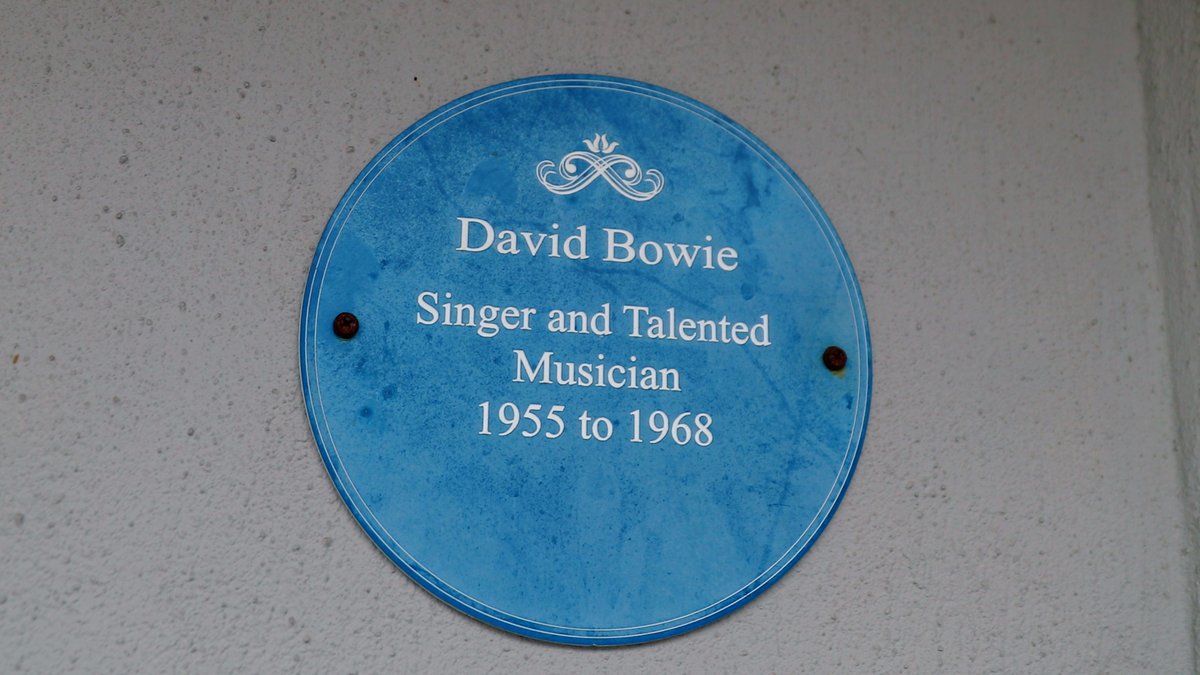 David Bowie
Singer and Talented
Musician
1955 to 1968